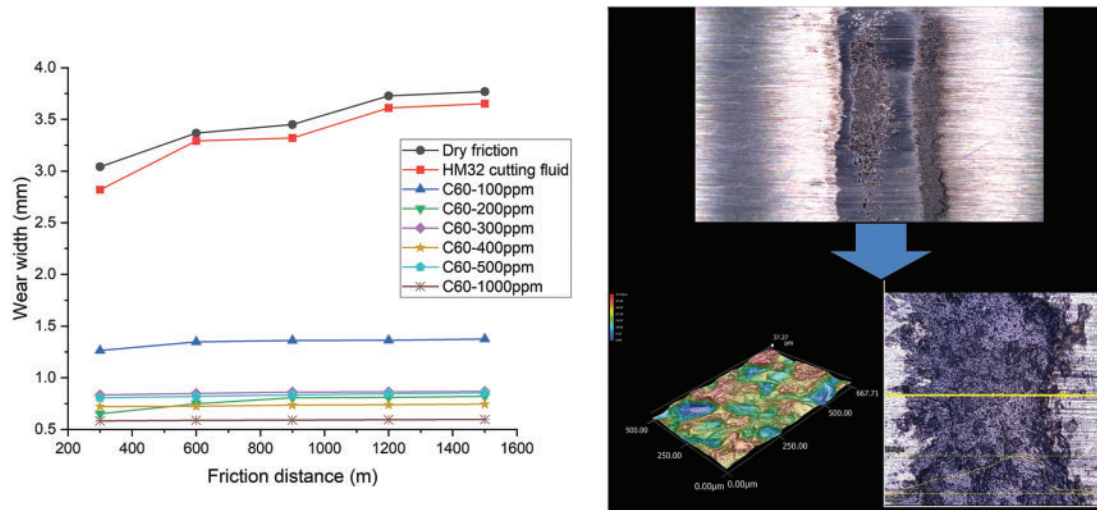 4.0
3.5
3.0
2.5
2.0
1.5
1.0
0.5
Wear width (mm)
200 400 600 800 1000 1200 1400 1600
Friction distance (m)
Dry friction
HM32 cutting fluid
C60-100ppm
C60-200ppm
C60-300ppm
C60-400ppm
C60-500ppm
C60-1000ppm
37.27
μm
667.71
500.00
500.00
250.00
250.00
0.00μm 0.00μm